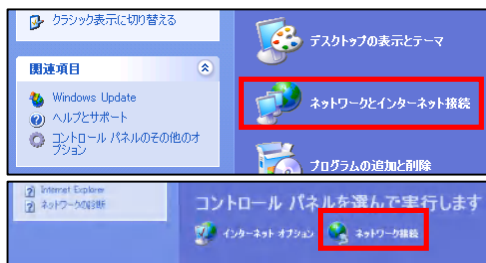 クラシック表示に切り替える
デスクトップの表示とテーマ
関連項目
Windows Update
ネットワークとインターネット接続
ヘルプとサポート
コントロール パネルのその他のオ
プション
プログラムの追加と削除
Internet Explorer
ネットワークの診断
コントロール パネルを選んで実行します
インターネット オプション
ネットワーク接続